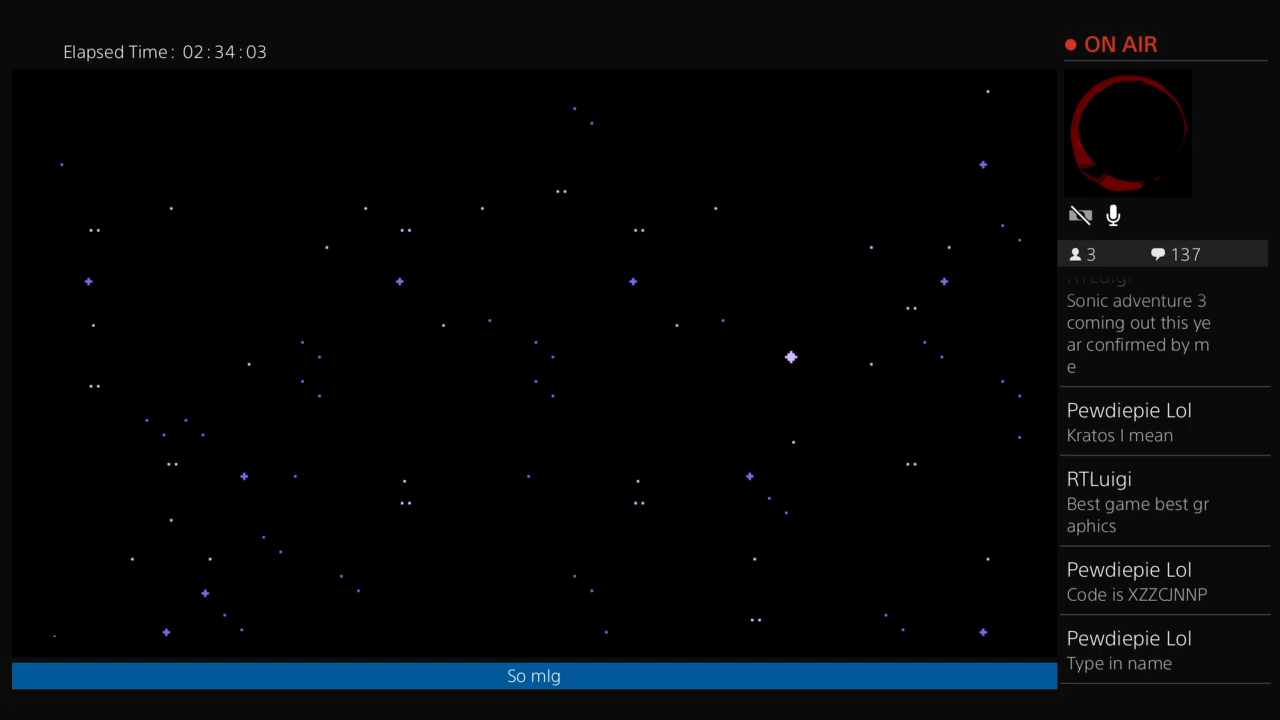 Elapsed Time: 02:34:03
ON AIR
3
137
RTLuigi
Sonic adventure 3
coming out this ye
ar confirmed by m
e
Pewdiepie Lol
Kratos I mean
RTLuigi
Best game best gr
aphics
Pewdiepie Lol
Code is XZZCJNNP
Pewdiepie Lol
Type in name
So mlg